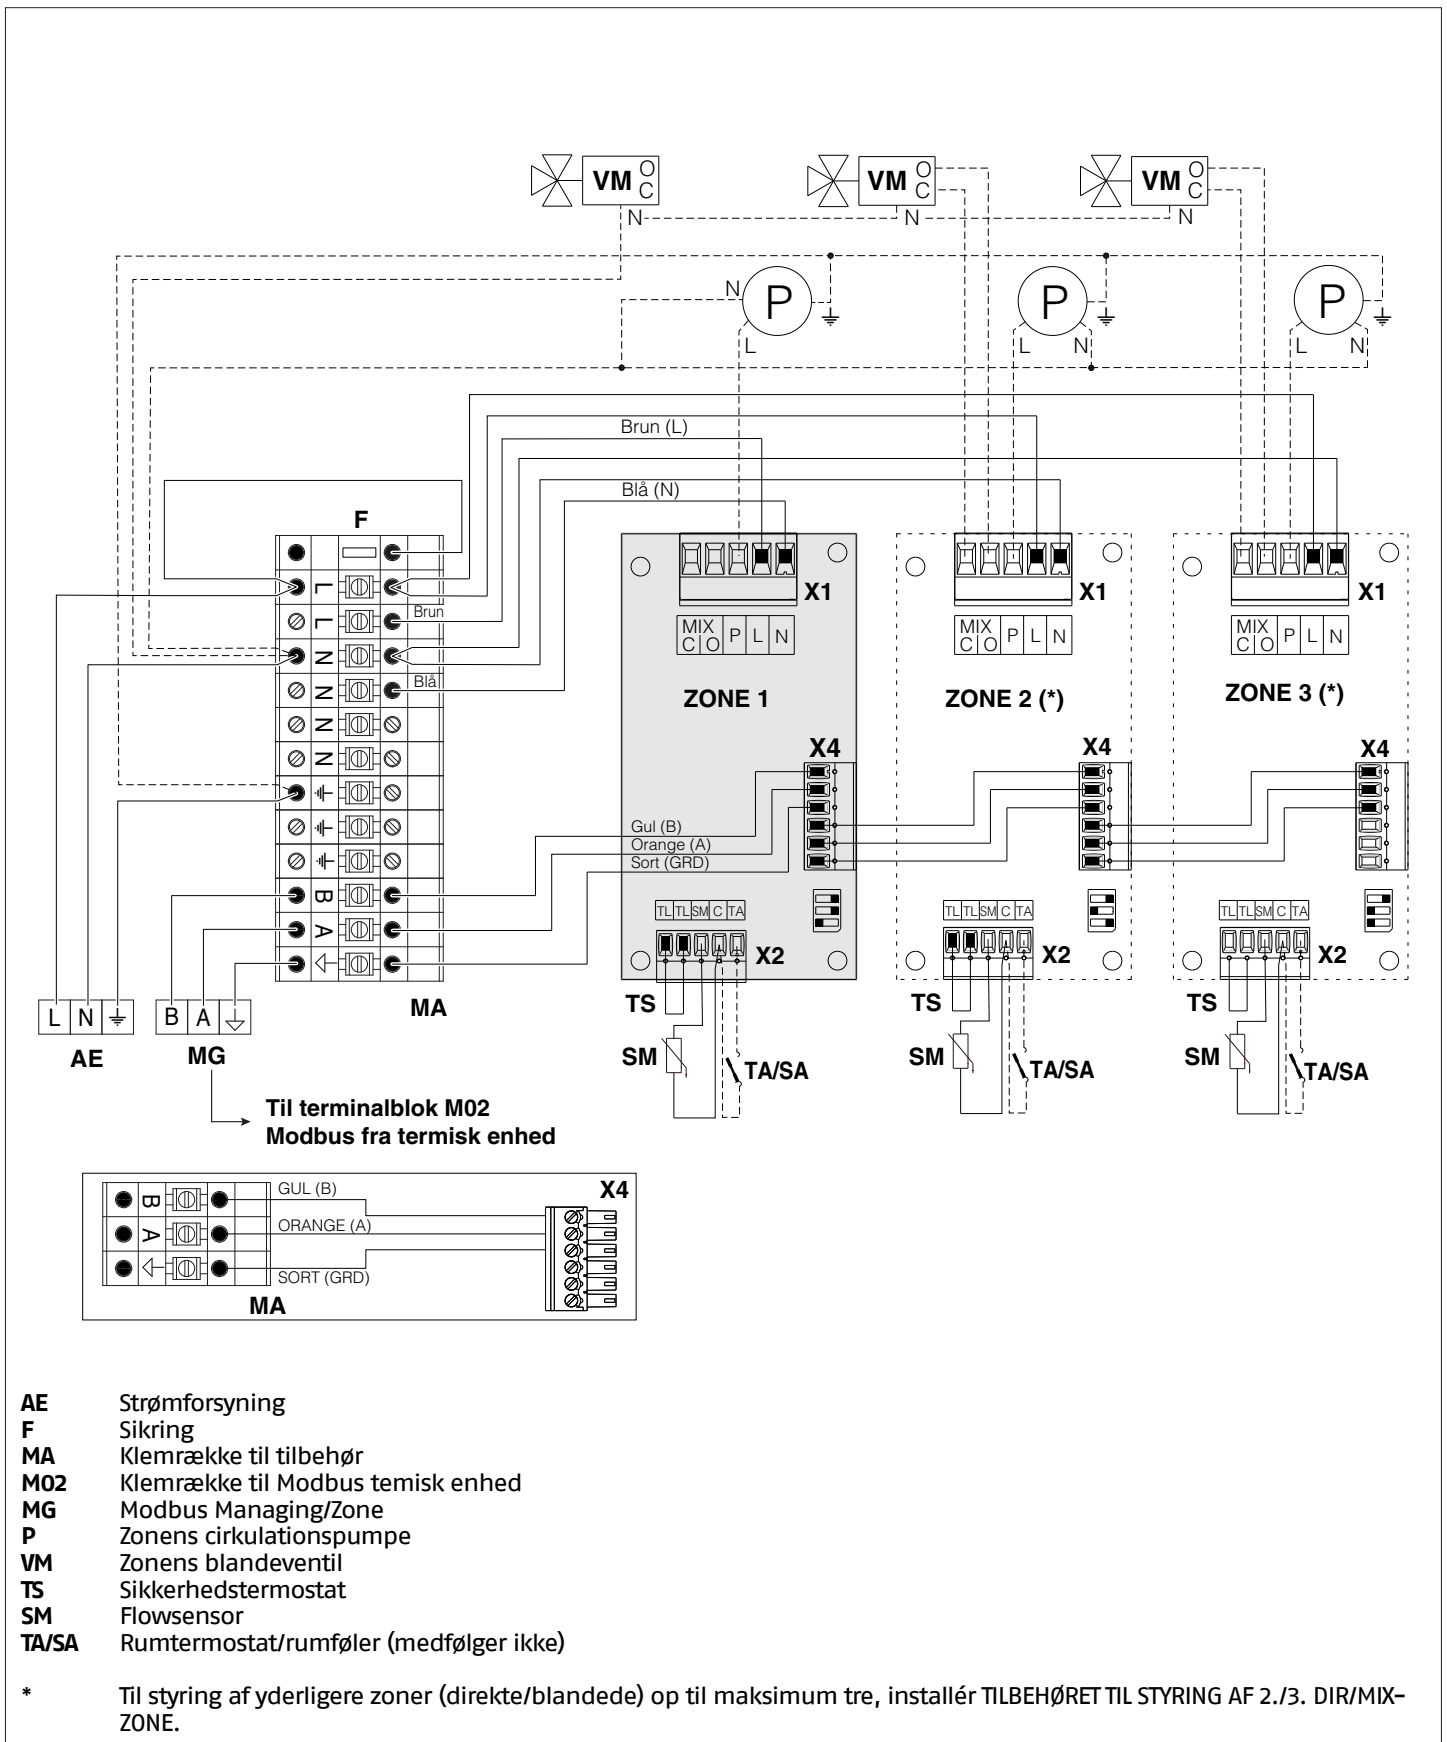 VM O C
VM O C
VM O C
N
N
N
N
P
P
P
L
L
N
L
N
Brun (L)
Blå (N)
F
L
L
Brun
N
N
Blå
N
N
B
A
MA
X1
X1
X1
MIX
C O P L N
MIX
C O P L N
MIX
C O P L N
ZONE 1
ZONE 2 (*)
ZONE 3 (*)
X4
X4
X4
Gul (B)
Orange (A)
Sort (GRD)
TL TL SM C TA
TL TL SM C TA
TL TL SM C TA
X2
X2
X2
TS
TS
TS
SM
SM
SM
TA/SA
TA/SA
TA/SA
L N
AE
B A
MG
Til terminalblok M02
Modbus fra termisk enhed
B
A
GUL (B)
ORANGE (A)
SORT (GRD)
X4
MA
AE Strømforsyning
F Sikring
MA Klemrække til tilbehør
M02 Klemrække til Modbus temisk enhed
MG Modbus Managing/Zone
P Zonens cirkulationspumpe
VM Zonens blandeventil
TS Sikkerhedstermostat
SM Flowsensor
TA/SA Rumtermostat/rumføler (medfølger ikke)
* Til styring af yderligere zoner (direkte/blandede) op til maksimum tre, installér TILBEHØRET TIL STYRING AF 2./3. DIR/MIX-
ZONE.